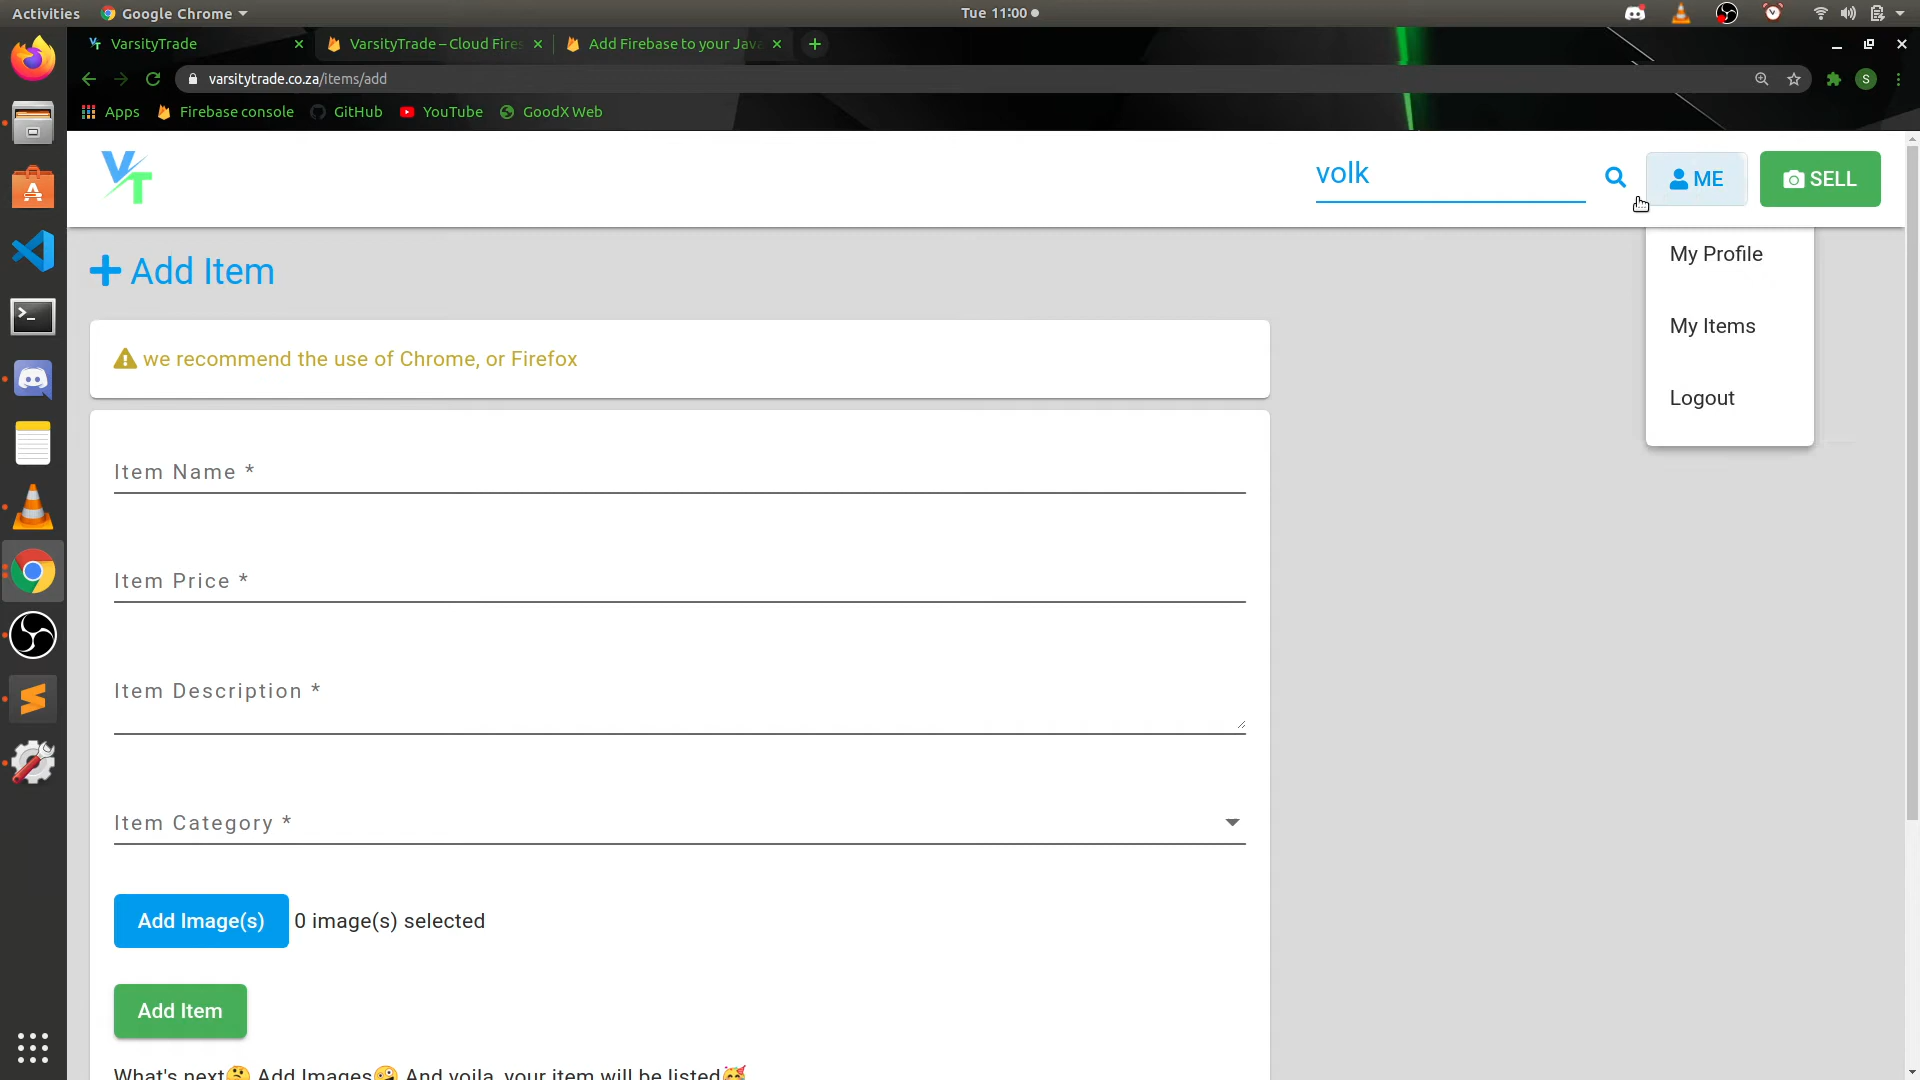 Activities Google Chrome Tue 11:00
VarsityTrade VarsityTrade – Cloud Fires Add Firebase to your Java
varsitytrade.co.za/items/add S
Apps Firebase console GitHub YouTube GoodX Web
VT volk ME SELL
My Profile
My Items
Logout
Add Item
we recommend the use of Chrome, or Firefox
Item Name *
Item Price *
Item Description *
Item Category *
Add Image(s) 0 image(s) selected
Add Item
What's next🤔 Add Images🤪 And voila, your item will be listed🥳